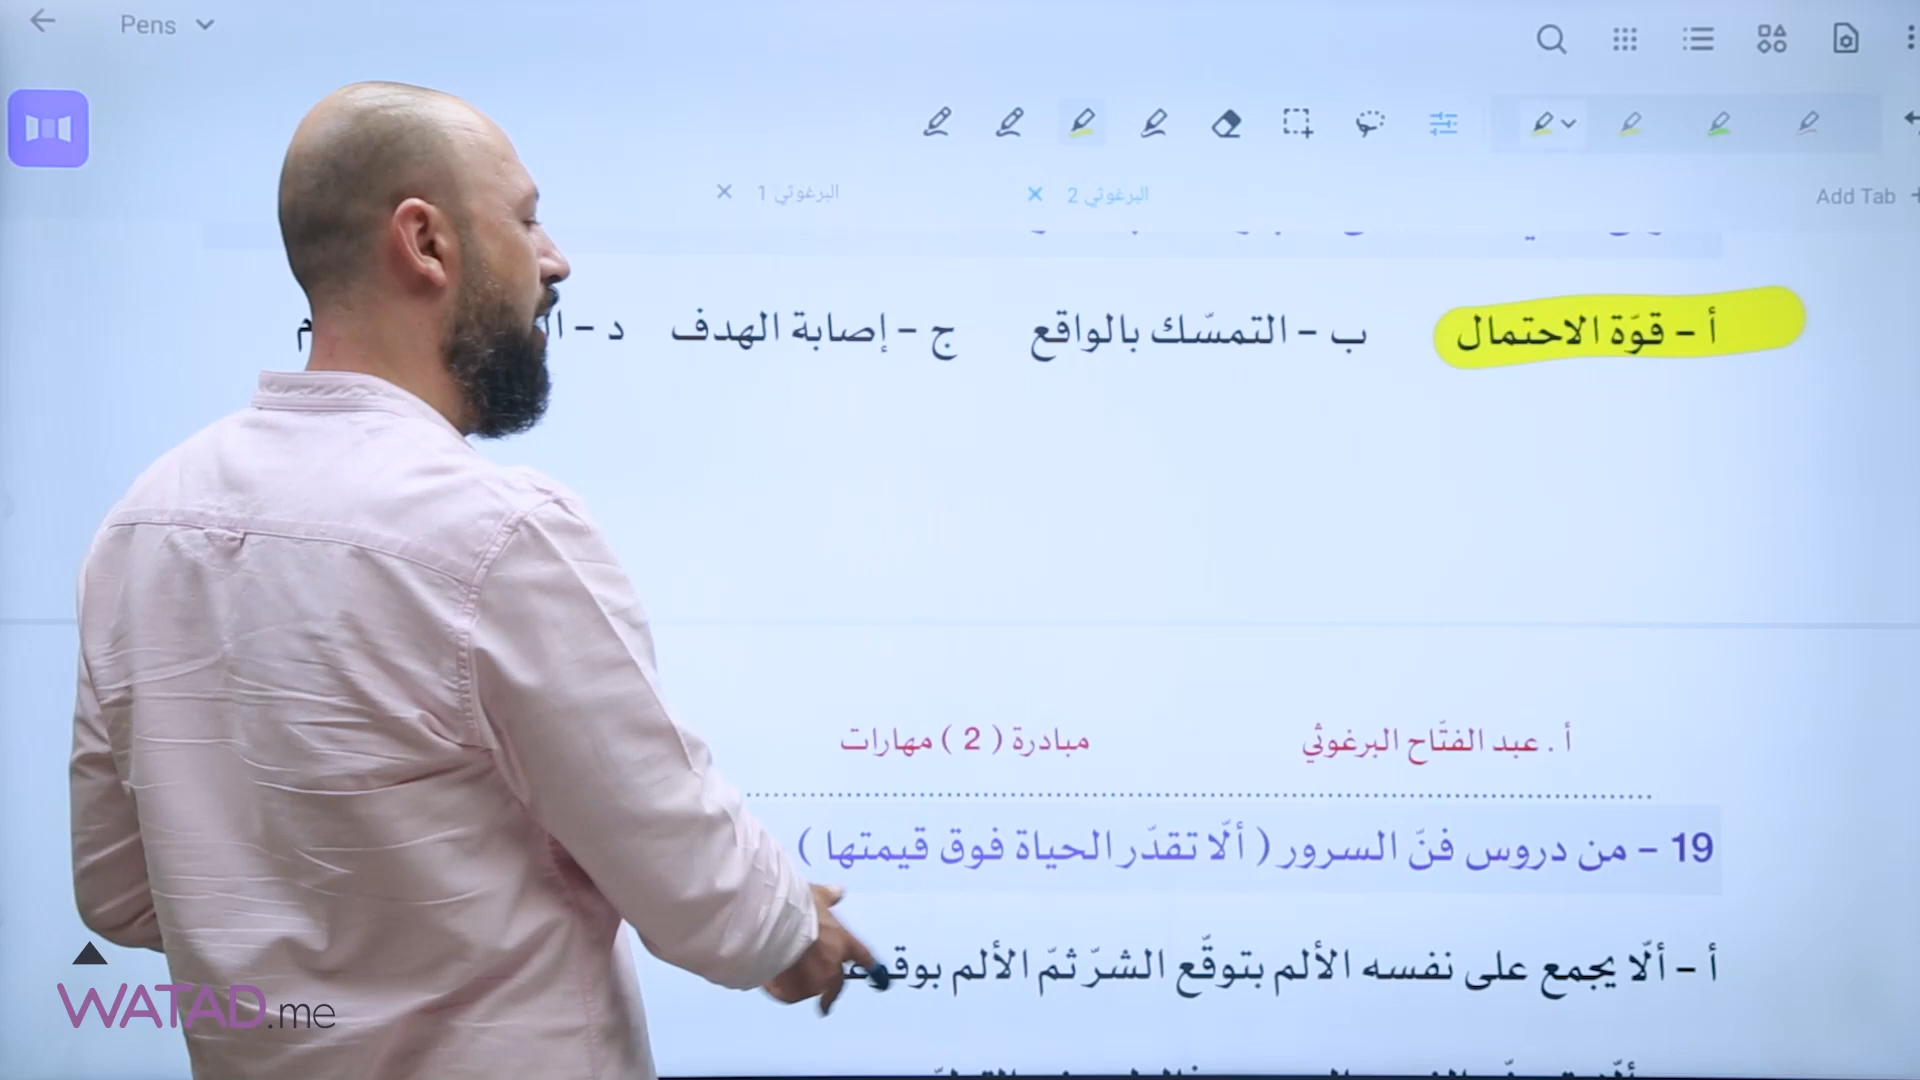 Pens
البرغوثي 1
البرغوثي 2
Add Tab
أ - قوّة الاحتمال ب - التمسّك بالواقع ج - إصابة الهدف د -
أ . عبد الفتّاح البرغوثي مبادرة ( 2 ) مهارات
19 - من دروس فنّ السرور ( ألّا تقدّر الحياة فوق قيمتها )
أ - ألّا يجمع على نفسه الألم بتوقّع الشرّ ثمّ الألم
WATAD.me